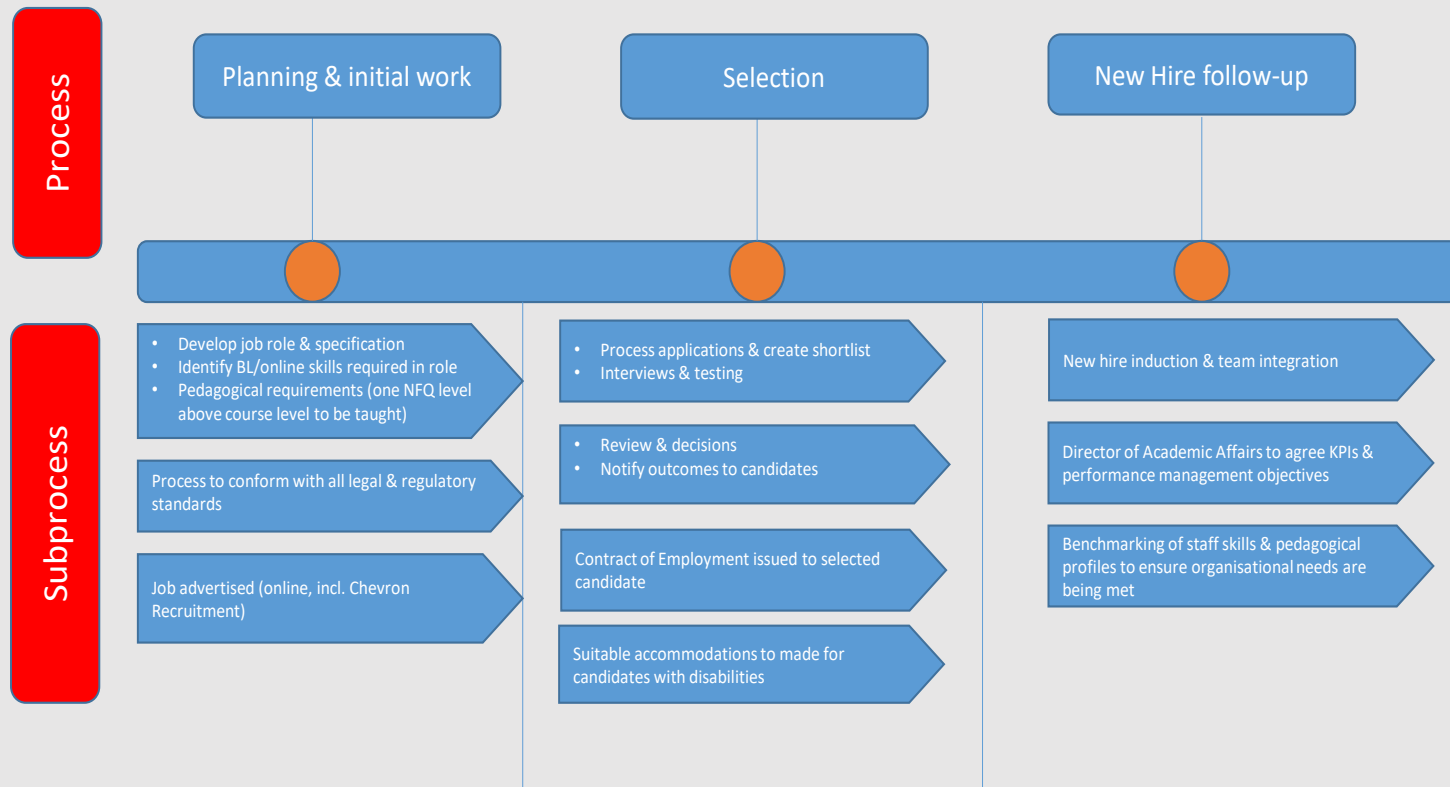 Process
Planning & initial work
Selection
New Hire follow-up
Subprocess
• Develop job role & specification
• Identify BL/online skills required in role
• Pedagogical requirements (one NFQ level
above course level to be taught)
Process to conform with all legal & regulatory
standards
Job advertised (online, incl. Chevron
Recruitment)
• Process applications & create shortlist
• Interviews & testing
• Review & decisions
• Notify outcomes to candidates
Contract of Employment issued to selected
candidate
Suitable accommodations to made for
candidates with disabilities
New hire induction & team integration
Director of Academic Affairs to agree KPIs &
performance management objectives
Benchmarking of staff skills & pedagogical
profiles to ensure organisational needs are
being met